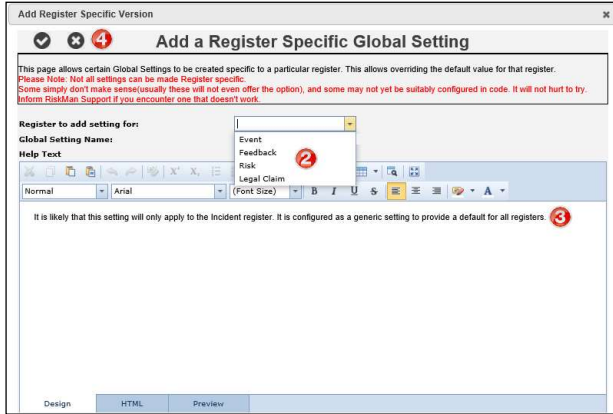 Add Register Specific Version
4
Add a Register Specific Global Setting
This page allows certain Global Settings to be created specific to a particular register. This allows overriding the default value for that register.
Please Note: Not all settings can be made Register specific.
Some simply don't make sense(usually these will not even offer the option), and some may not yet be suitably configured in code. It will not hurt to try.
Inform RiskMan Support if you encounter one that doesn't work.
Register to add setting for:
Global Setting Name:
Event
Feedback
Risk
Legal Claim
2
Help Text
Normal Arial (Font Size) B I U S A
It is likely that this setting will only apply to the Incident register. It is configured as a generic setting to provide a default for all registers. 3
Design HTML Preview